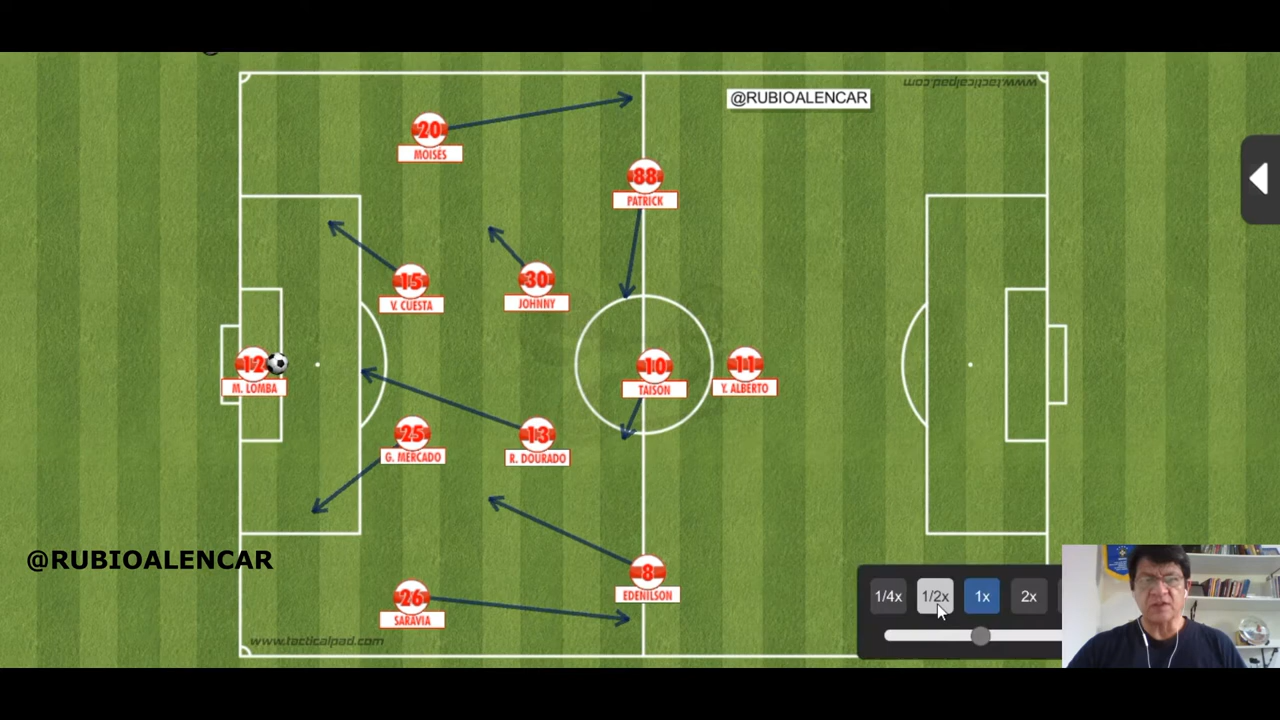 www.tacticalpad.com
@RUBIOALENCAR
20
MOISÉS
88
PATRICK
15
V. CUESTA
30
JOHNNY
12
M. LOMBA
10
TAISON
11
Y. ALBERTO
25
G. MERCADO
13
R. DOURADO
@RUBIOALENCAR
8
EDENILSON
26
SARAVIA
1/4x
1/2x
1x
2x
www.tacticalpad.com